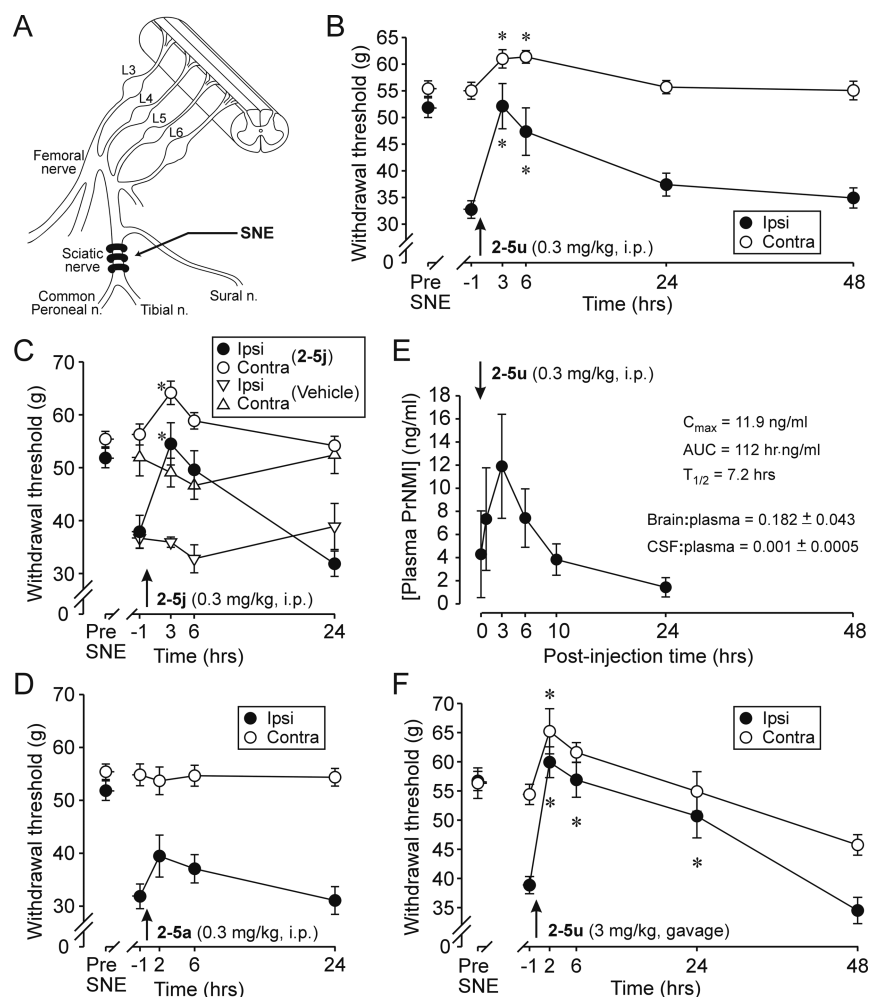 A
L3
L4
L5
L6
Femoral
nerve
SNE
Sciatic
nerve
Common
Peroneal n.
Tibial n.
Sural n.
B
Withdrawal threshold (g)
65
60
55
50
45
40
35
30
0
* *
*
*
Ipsi
Contra
2-5u (0.3 mg/kg, i.p.)
Pre
SNE
-1 3 6 24 48
Time (hrs)
C
Withdrawal threshold (g)
70
60
50
40
30
0
Ipsi
Contra (2-5j)
Ipsi
Contra (Vehicle)
*
*
2-5j (0.3 mg/kg, i.p.)
Pre
SNE
-1 3 6 24
Time (hrs)
E
2-5u (0.3 mg/kg, i.p.)
[Plasma PrNMI] (ng/ml)
18
16
14
12
10
8
6
4
2
0
Cmax = 11.9 ng/ml
AUC = 112 hr·ng/ml
T1/2 = 7.2 hrs
Brain:plasma = 0.182 ± 0.043
CSF:plasma = 0.001 ± 0.0005
0 3 6 10 24 48
Post-injection time (hrs)
D
Withdrawal threshold (g)
70
60
50
40
30
0
Ipsi
Contra
2-5a (0.3 mg/kg, i.p.)
Pre
SNE
-1 2 6 24
Time (hrs)
F
Withdrawal threshold (g)
70
65
60
55
50
45
40
35
0
*
*
*
*
Ipsi
Contra
2-5u (3 mg/kg, gavage)
Pre
SNE
-1 2 6 24 48
Time (hrs)